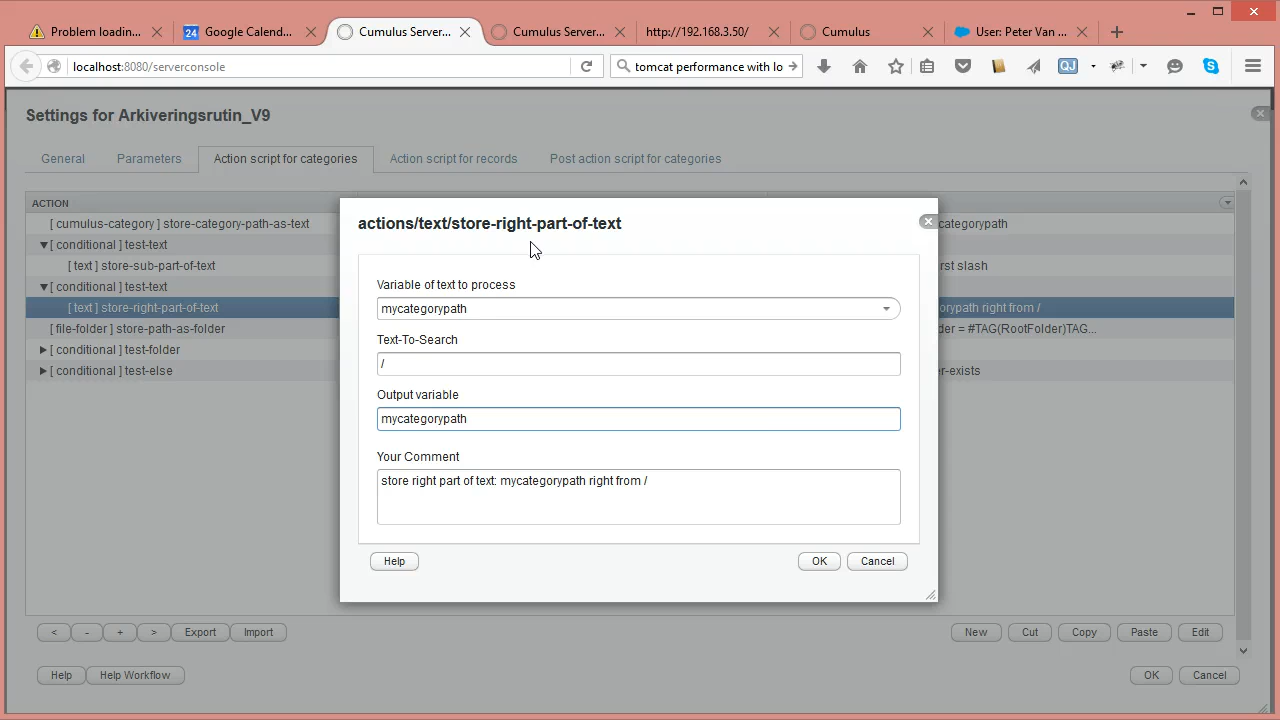 Problem loadin...
24 Google Calend...
Cumulus Server...
Cumulus Server...
http://192.168.3.50/
Cumulus
User: Peter Van ...
localhost:8080/serverconsole
tomcat performance with lo
QJ
Settings for Arkiveringsrutin_V9
General
Parameters
Action script for categories
Action script for records
Post action script for categories
ACTION
[ cumulus-category ] store-category-path-as-text
categorypath
[ conditional ] test-text
[ text ] store-sub-part-of-text
rst slash
[ conditional ] test-text
[ text ] store-right-part-of-text
orypath right from /
[ file-folder ] store-path-as-folder
der = #TAG(RootFolder)TAG...
[ conditional ] test-folder
[ conditional ] test-else
er-exists
actions/text/store-right-part-of-text
Variable of text to process
mycategorypath
Text-To-Search
/
Output variable
mycategorypath
Your Comment
store right part of text: mycategorypath right from /
Help
OK
Cancel
<
-
+
>
Export
Import
New
Cut
Copy
Paste
Edit
Help
Help Workflow
OK
Cancel